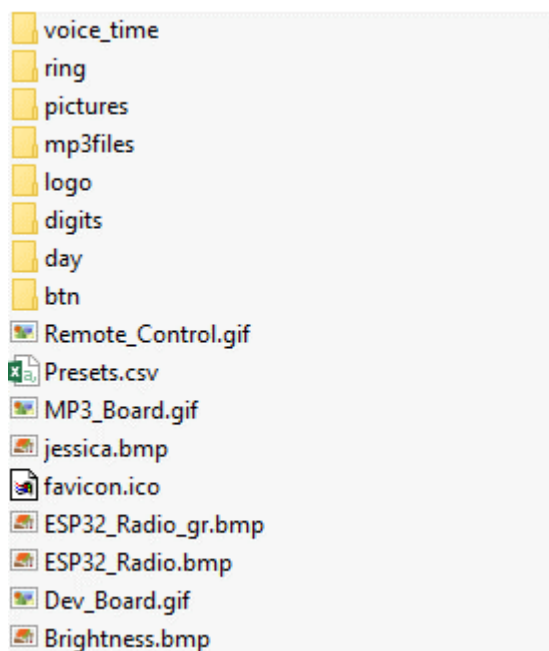 voice_time
ring
pictures
mp3files
logo
digits
day
btn
Remote_Control.gif
Presets.csv
MP3_Board.gif
jessica.bmp
favicon.ico
ESP32_Radio_gr.bmp
ESP32_Radio.bmp
Dev_Board.gif
Brightness.bmp